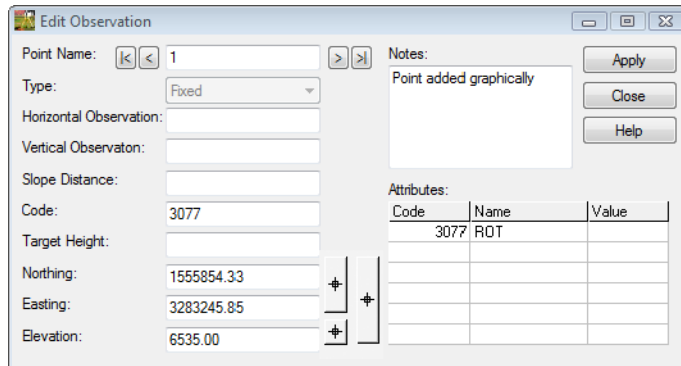 Edit Observation
Point Name: |< < 1 > >|
Type: Fixed
Horizontal Observation:
Vertical Observaton:
Slope Distance:
Code: 3077
Target Height:
Northing: 1555854.33
Easting: 3283245.85
Elevation: 6535.00
Notes:
Point added graphically
Apply
Close
Help
Attributes:
Code Name Value
3077 ROT